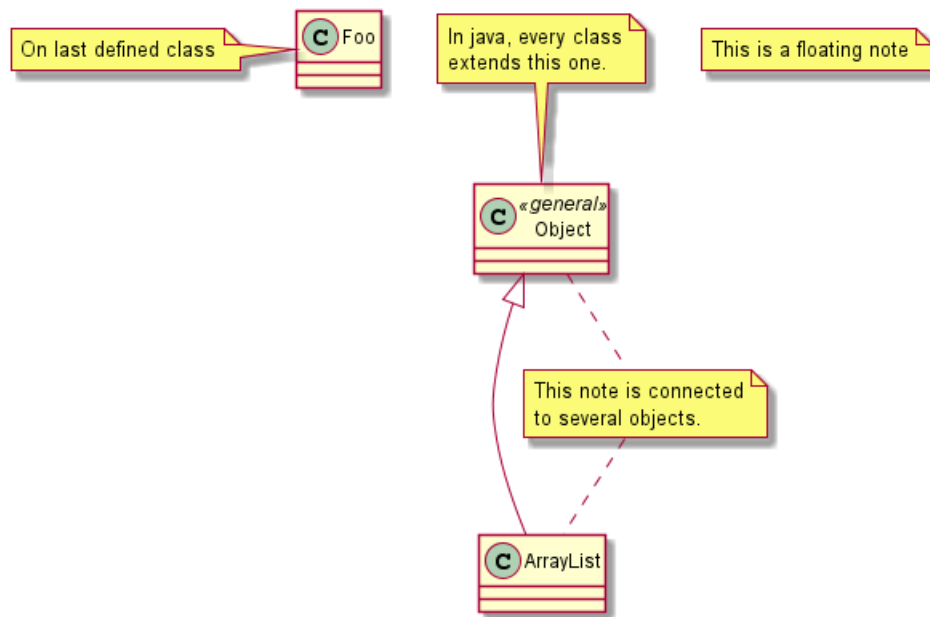 On last defined class
C Foo
In java, every class
extends this one.
This is a floating note
«general»
C
Object
This note is connected
to several objects.
C ArrayList